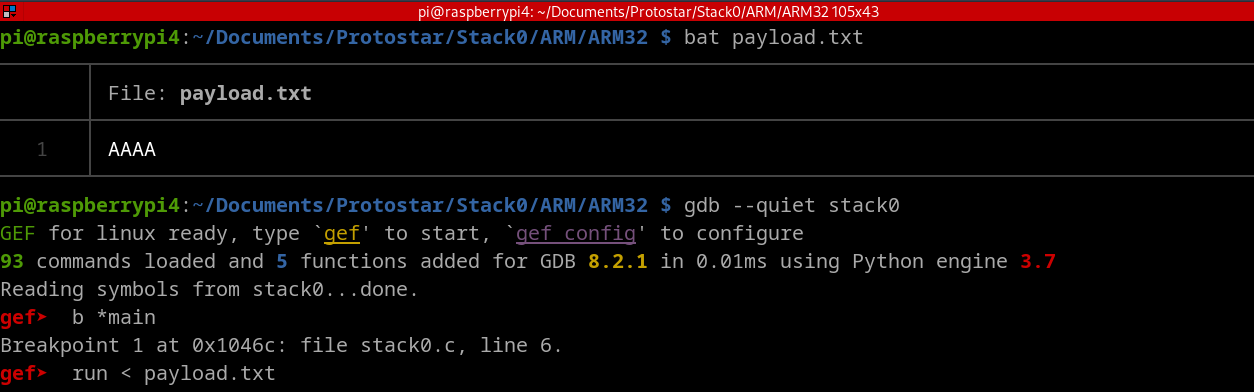 pi@raspberrypi4: ~/Documents/Protostar/Stack0/ARM/ARM32 105x43
pi@raspberrypi4:~/Documents/Protostar/Stack0/ARM/ARM32 $ bat payload.txt
File: payload.txt
1 AAAA
pi@raspberrypi4:~/Documents/Protostar/Stack0/ARM/ARM32 $ gdb --quiet stack0
GEF for linux ready, type `gef' to start, `gef config' to configure
93 commands loaded and 5 functions added for GDB 8.2.1 in 0.01ms using Python engine 3.7
Reading symbols from stack0...done.
gef➤  b *main
Breakpoint 1 at 0x1046c: file stack0.c, line 6.
gef➤  run < payload.txt